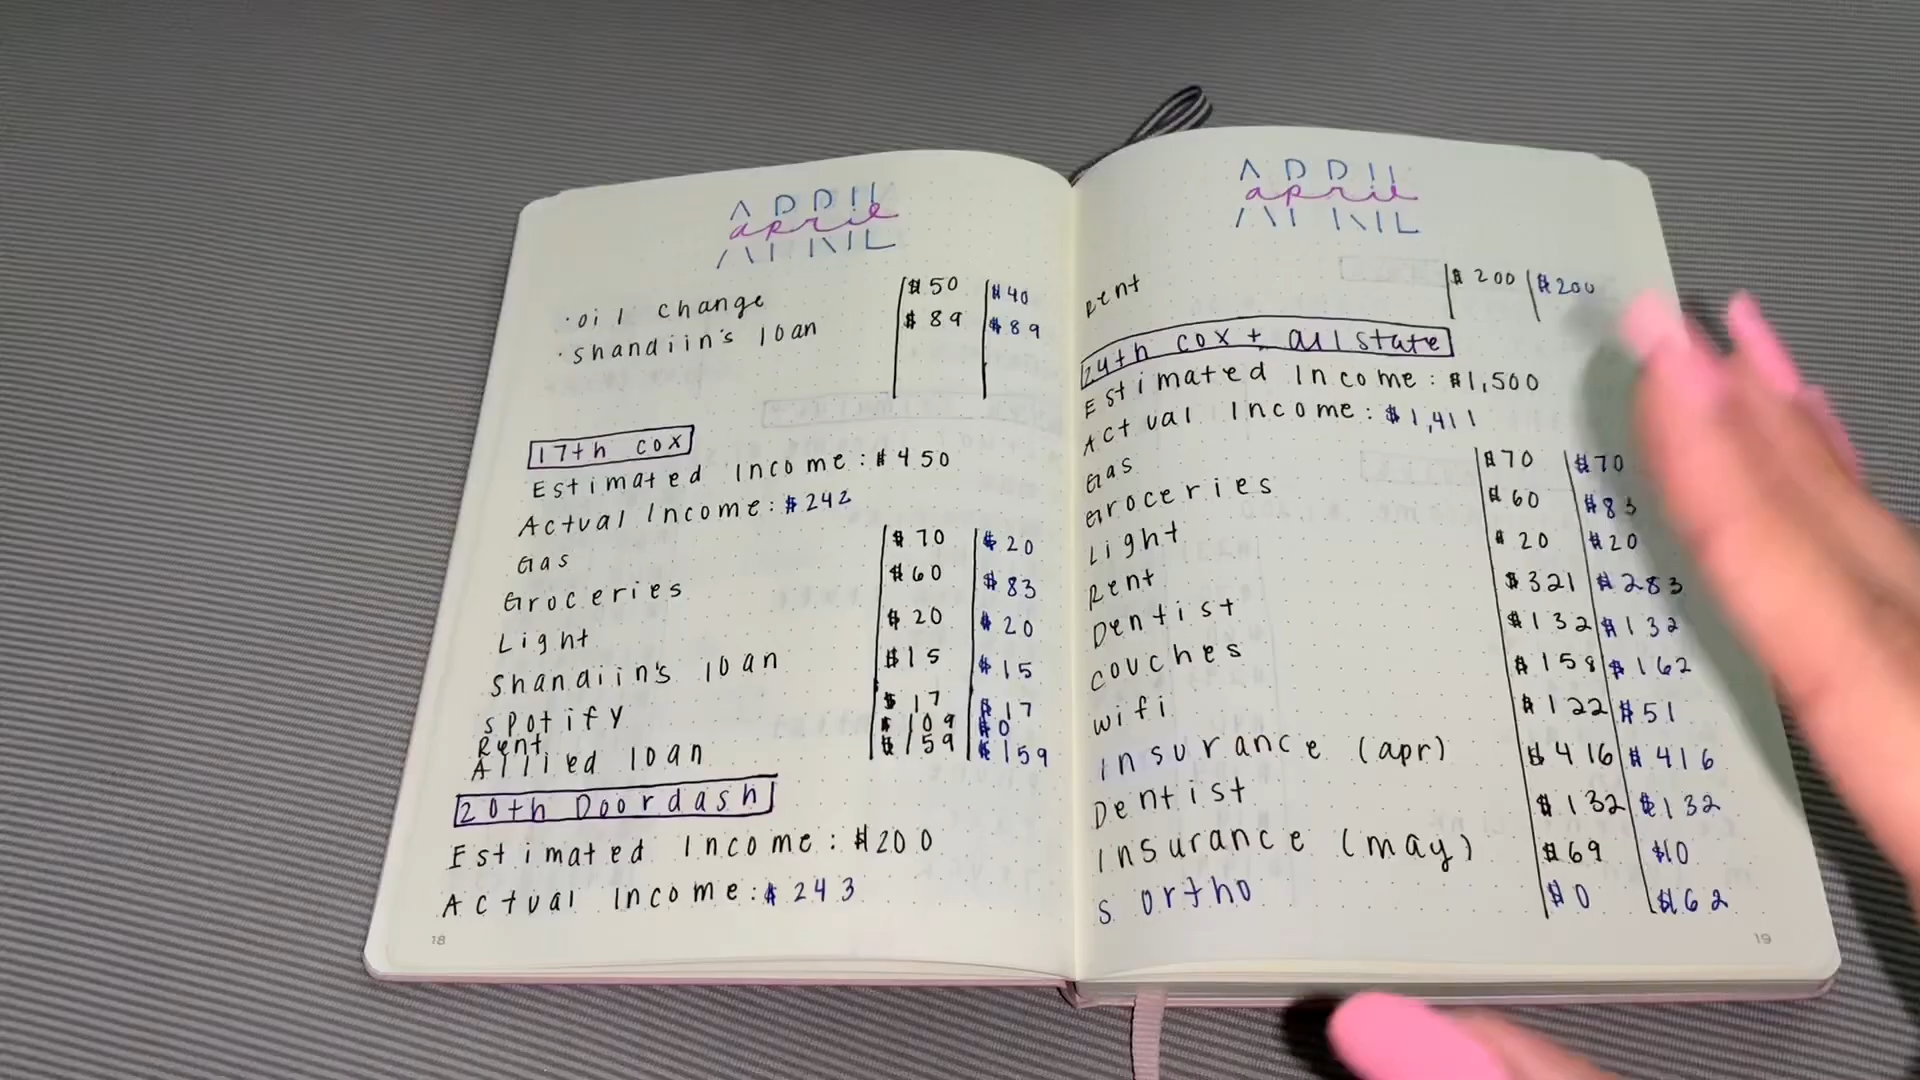 APRIL
april
· oil change $50 $40
· shandiin's loan $89 $89
17th cox
Estimated Income: $450
Actual Income: $242
Gas $70 $20
Groceries $60 $83
Light $20 $20
Shandiin's loan $15 $15
Spotify $17 $17
Rent $109 $0
Allied loan $159 $159
20th Doordash
Estimated Income: $200
Actual Income: $243
18
APRIL
april
Rent $200 $200
24th cox + allstate
Estimated Income: $1,500
Actual Income: $1,411
Gas $70 $70
Groceries $60 $83
Light $20 $20
Rent $321 $283
Dentist $132 $132
couches $158 $162
wifi $122 $51
Insurance (apr) $416 $416
Dentist $132 $132
Insurance (may) $69 $10
S ortho $0 $162
19